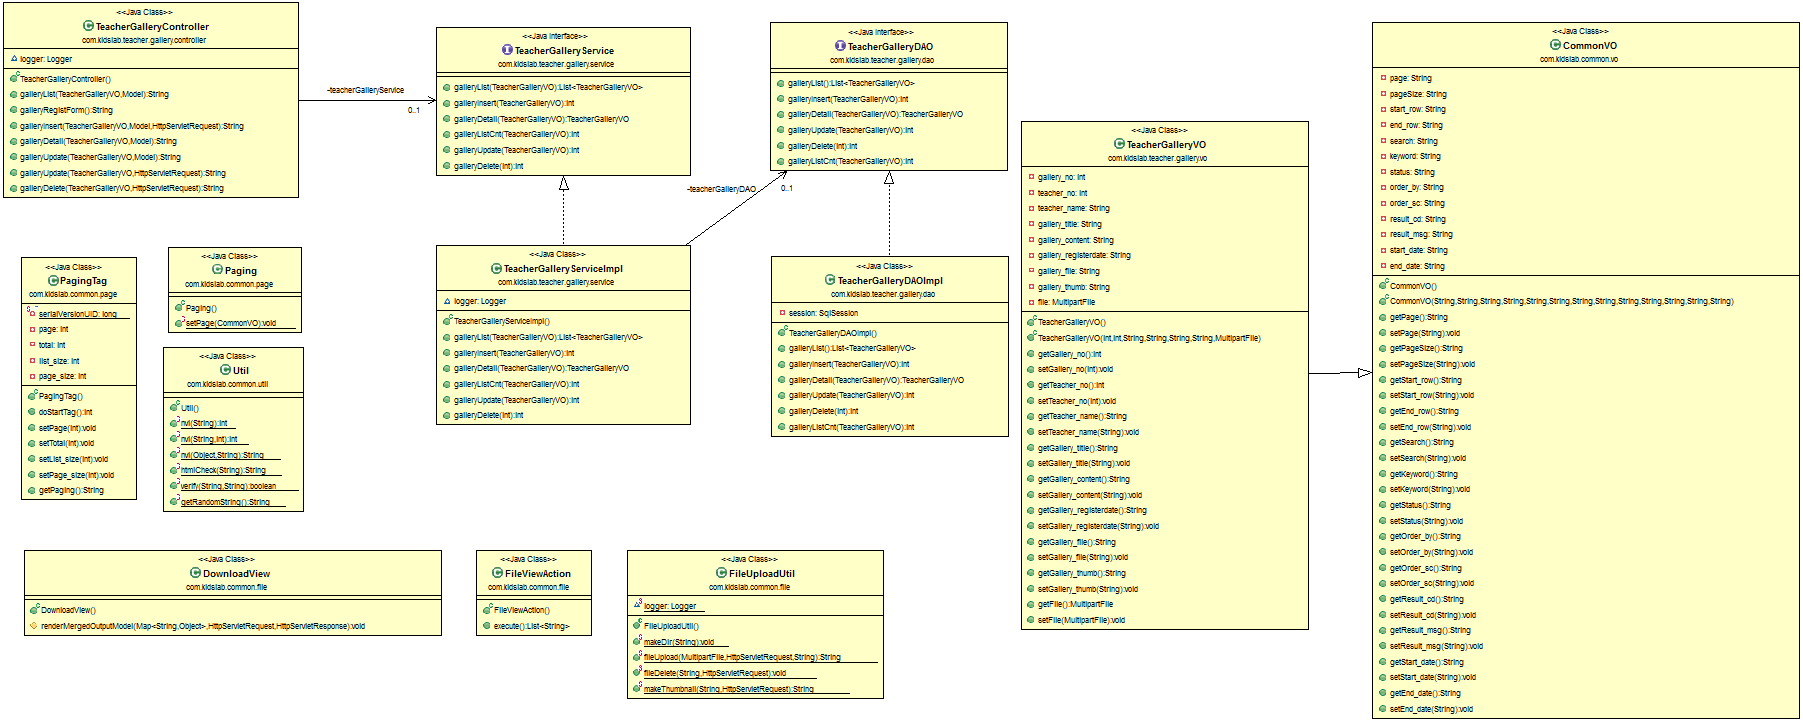 <<Java Class>>
TeacherGalleryController
com.kidslab.teacher.gallery.controller
logger: Logger
TeacherGalleryController()
galleryList(TeacherGalleryVO,Model):String
galleryRegistForm():String
galleryInsert(TeacherGalleryVO,Model,HttpServletRequest):String
galleryDetail(TeacherGalleryVO,Model):String
galleryUpdate(TeacherGalleryVO,Model):String
galleryUpdate(TeacherGalleryVO,HttpServletRequest):String
galleryDelete(TeacherGalleryVO,HttpServletRequest):String
-teacherGalleryService
0..1
<<Java Interface>>
TeacherGalleryService
com.kidslab.teacher.gallery.service
galleryList(TeacherGalleryVO):List<TeacherGalleryVO>
galleryInsert(TeacherGalleryVO):int
galleryDetail(TeacherGalleryVO):TeacherGalleryVO
galleryListCnt(TeacherGalleryVO):int
galleryUpdate(TeacherGalleryVO):int
galleryDelete(int):int
<<Java Interface>>
TeacherGalleryDAO
com.kidslab.teacher.gallery.dao
galleryList():List<TeacherGalleryVO>
galleryInsert(TeacherGalleryVO):int
galleryDetail(TeacherGalleryVO):TeacherGalleryVO
galleryUpdate(TeacherGalleryVO):int
galleryDelete(int):int
galleryListCnt(TeacherGalleryVO):int
-teacherGalleryDAO
0..1
<<Java Class>>
TeacherGalleryServiceImpl
com.kidslab.teacher.gallery.service
logger: Logger
TeacherGalleryServiceImpl()
galleryList(TeacherGalleryVO):List<TeacherGalleryVO>
galleryInsert(TeacherGalleryVO):int
galleryDetail(TeacherGalleryVO):TeacherGalleryVO
galleryListCnt(TeacherGalleryVO):int
galleryUpdate(TeacherGalleryVO):int
galleryDelete(int):int
<<Java Class>>
TeacherGalleryDAOImpl
com.kidslab.teacher.gallery.dao
session: SqlSession
TeacherGalleryDAOImpl()
galleryList():List<TeacherGalleryVO>
galleryInsert(TeacherGalleryVO):int
galleryDetail(TeacherGalleryVO):TeacherGalleryVO
galleryUpdate(TeacherGalleryVO):int
galleryDelete(int):int
galleryListCnt(TeacherGalleryVO):int
<<Java Class>>
TeacherGalleryVO
com.kidslab.teacher.gallery.vo
gallery_no: int
teacher_no: int
teacher_name: String
gallery_title: String
gallery_content: String
gallery_registerdate: String
gallery_file: String
gallery_thumb: String
file: MultipartFile
TeacherGalleryVO()
TeacherGalleryVO(int,int,String,String,String,String,MultipartFile)
getGallery_no():int
setGallery_no(int):void
getTeacher_no():int
setTeacher_no(int):void
getTeacher_name():String
setTeacher_name(String):void
getGallery_title():String
setGallery_title(String):void
getGallery_content():String
setGallery_content(String):void
getGallery_registerdate():String
setGallery_registerdate(String):void
getGallery_file():String
setGallery_file(String):void
getGallery_thumb():String
setGallery_thumb(String):void
getFile():MultipartFile
setFile(MultipartFile):void
<<Java Class>>
CommonVO
com.kidslab.common.vo
page: String
pageSize: String
start_row: String
end_row: String
search: String
keyword: String
status: String
order_by: String
order_sc: String
result_cd: String
result_msg: String
start_date: String
end_date: String
CommonVO()
CommonVO(String,String,String,String,String,String,String,String,String,String,String,String,String)
getPage():String
setPage(String):void
getPageSize():String
setPageSize(String):void
getStart_row():String
setStart_row(String):void
getEnd_row():String
setEnd_row(String):void
getSearch():String
setSearch(String):void
getKeyword():String
setKeyword(String):void
getStatus():String
setStatus(String):void
getOrder_by():String
setOrder_by(String):void
getOrder_sc():String
setOrder_sc(String):void
getResult_cd():String
setResult_cd(String):void
getResult_msg():String
setResult_msg(String):void
getStart_date():String
setStart_date(String):void
getEnd_date():String
setEnd_date(String):void
<<Java Class>>
PagingTag
com.kidslab.common.page
serialVersionUID: long
page: int
total: int
list_size: int
page_size: int
PagingTag()
doStartTag():int
setPage(int):void
setTotal(int):void
setList_size(int):void
setPage_size(int):void
getPaging():String
<<Java Class>>
Paging
com.kidslab.common.page
Paging()
setPage(CommonVO):void
<<Java Class>>
Util
com.kidslab.common.util
Util()
nvl(String):int
nvl(String,int):int
nvl(Object,String):String
htmlCheck(String):String
verify(String,String):boolean
getRandomString():String
<<Java Class>>
DownloadView
com.kidslab.common.file
DownloadView()
renderMergedOutputModel(Map<String,Object>,HttpServletRequest,HttpServletResponse):void
<<Java Class>>
FileViewAction
com.kidslab.common.file
FileViewAction()
execute():List<String>
<<Java Class>>
FileUploadUtil
com.kidslab.common.file
logger: Logger
FileUploadUtil()
makeDir(String):void
fileUpload(MultipartFile,HttpServletRequest,String):String
fileDelete(String,HttpServletRequest):void
makeThumbnail(String,HttpServletRequest):String